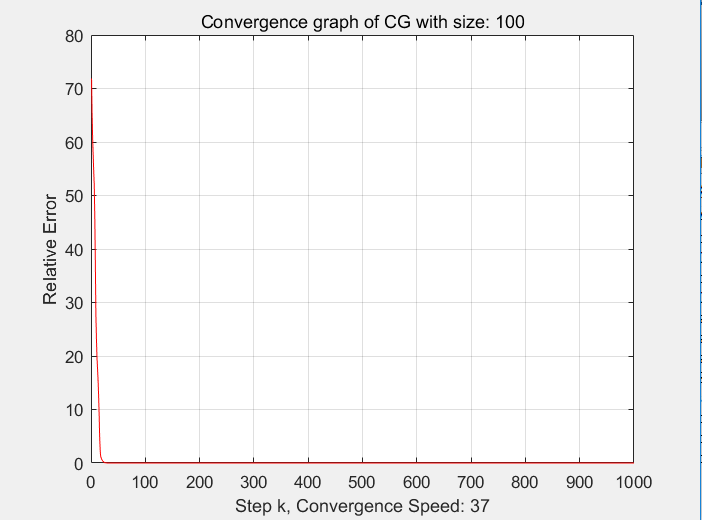 Convergence graph of CG with size: 100
80
70
60
50
40
30
20
10
0
Relative Error
0 100 200 300 400 500 600 700 800 900 1000
Step k, Convergence Speed: 37